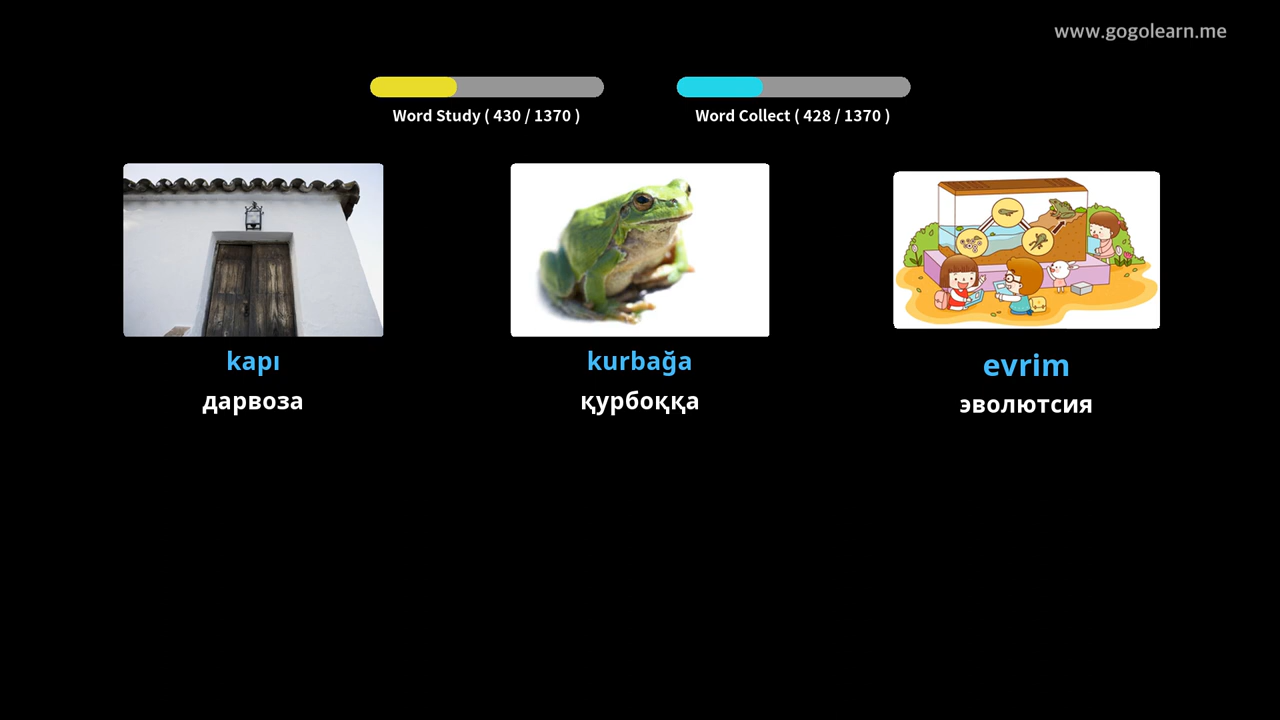 www.gogolearn.me
Word Study ( 430 / 1370 )
Word Collect ( 428 / 1370 )
kapı
дарвоза
kurbağa
қурбоққа
evrim
эволютсия